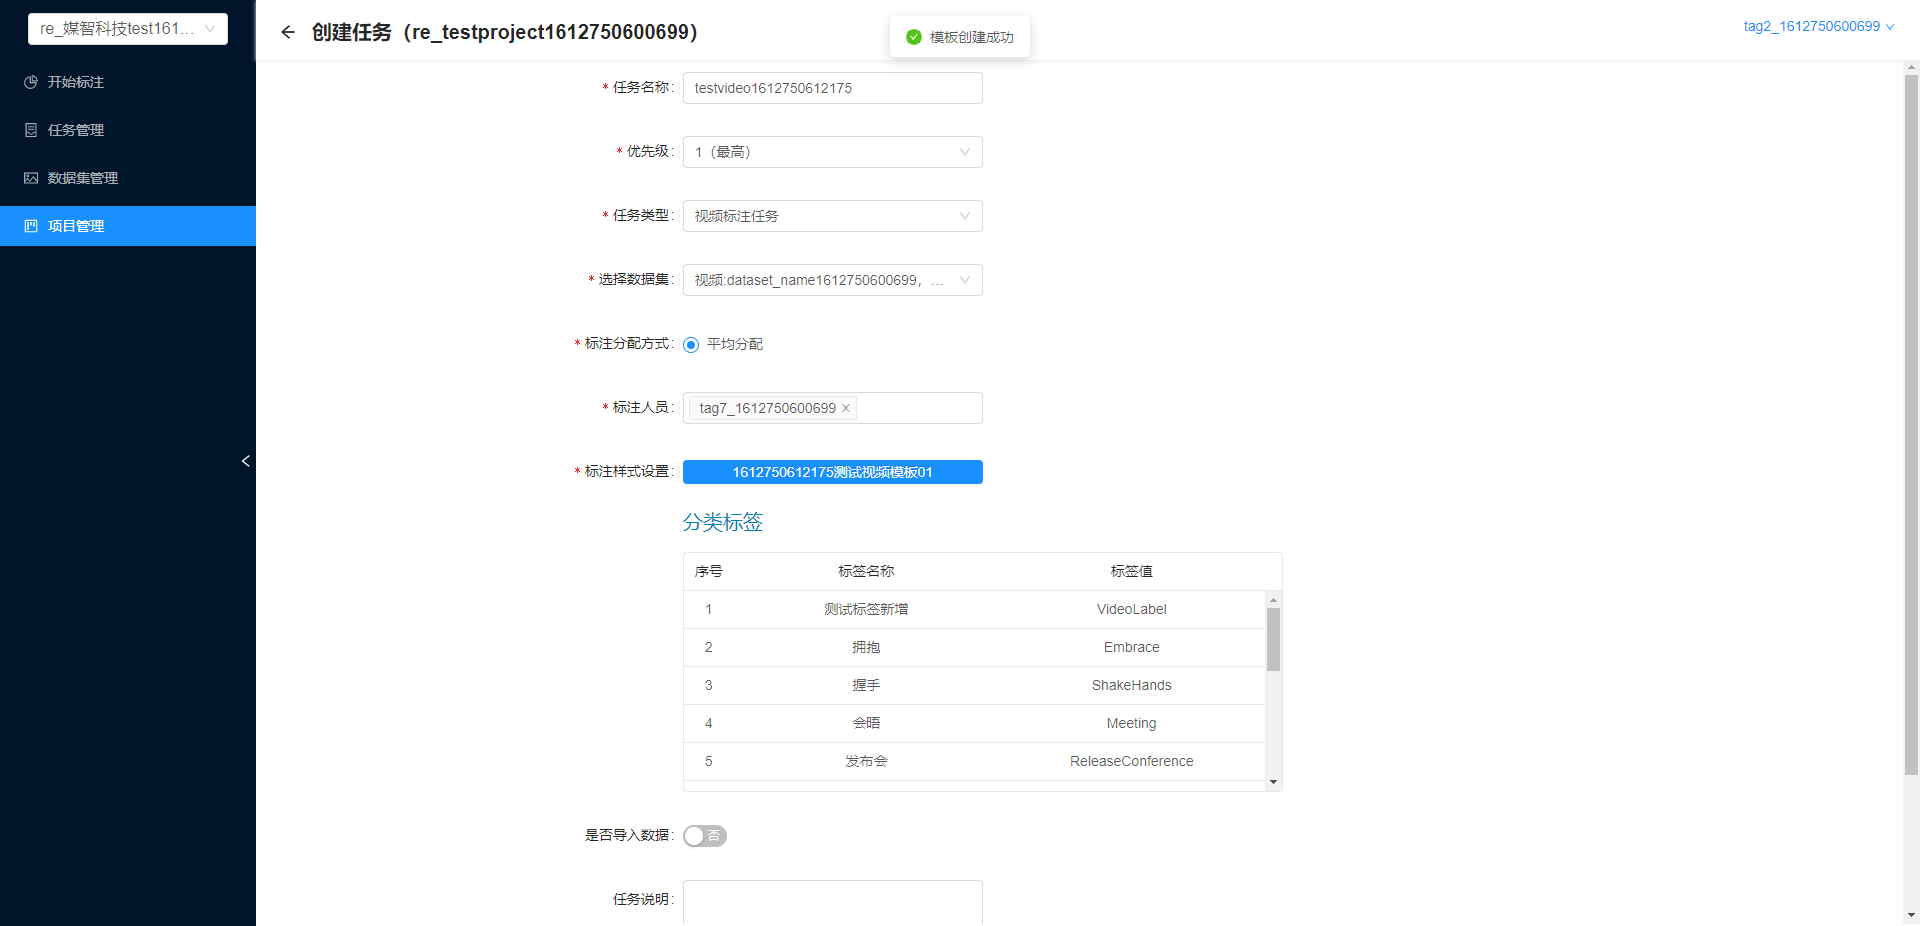 re_媒智科技test161...
开始标注
任务管理
数据集管理
项目管理
创建任务（re_testproject1612750600699）
模板创建成功
tag2_1612750600699
* 任务名称: testvideo1612750612175
* 优先级: 1（最高）
* 任务类型: 视频标注任务
* 选择数据集: 视频:dataset_name1612750600699，...
* 标注分配方式: 平均分配
* 标注人员: tag7_1612750600699
* 标注样式设置: 1612750612175测试视频模板01
分类标签
序号 标签名称 标签值
1 测试标签新增 VideoLabel
2 拥抱 Embrace
3 握手 ShakeHands
4 会晤 Meeting
5 发布会 ReleaseConference
是否导入数据: 否
任务说明: